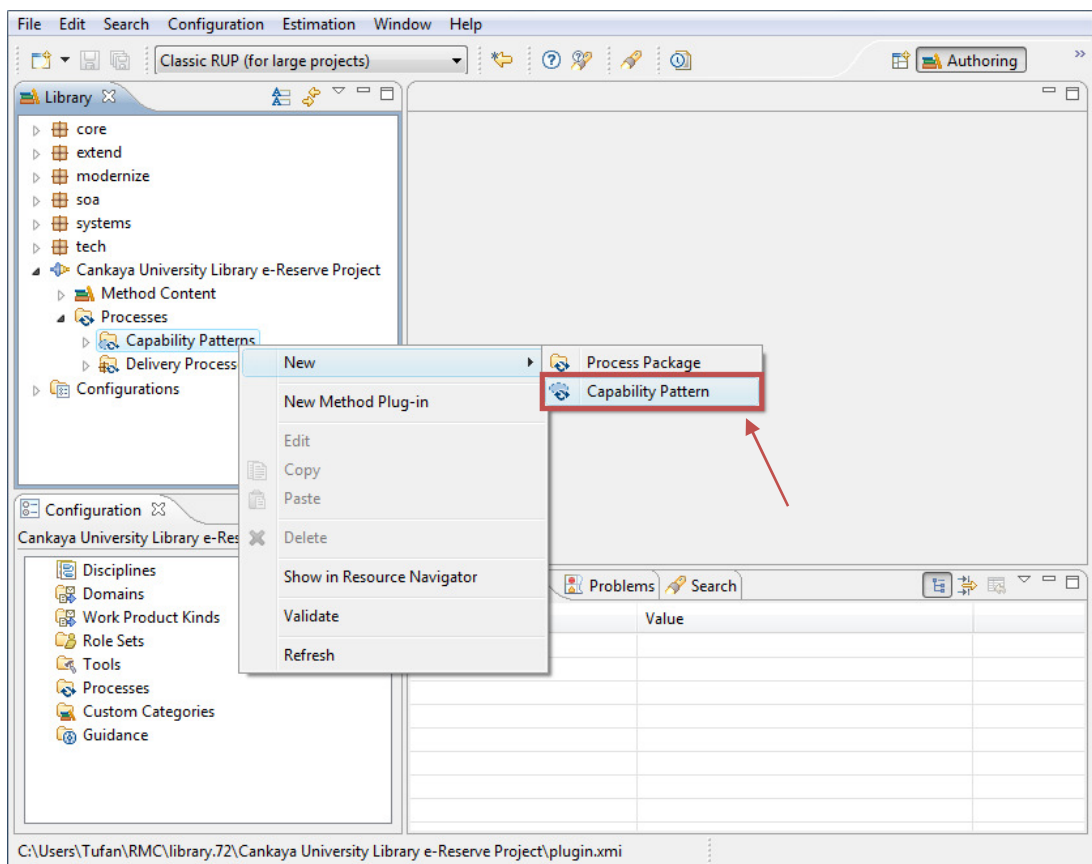 File Edit Search Configuration Estimation Window Help
Classic RUP (for large projects)
Authoring
»
Library
core
extend
modernize
soa
systems
tech
Cankaya University Library e-Reserve Project
Method Content
Processes
Capability Patterns
Delivery Process
Configurations
New
Process Package
Capability Pattern
New Method Plug-in
Edit
Copy
Paste
Delete
Show in Resource Navigator
Validate
Refresh
Configuration
Cankaya University Library e-Res
Disciplines
Domains
Work Product Kinds
Role Sets
Tools
Processes
Custom Categories
Guidance
Problems Search
Value
C:\Users\Tufan\RMC\library.72\Cankaya University Library e-Reserve Project\plugin.xmi